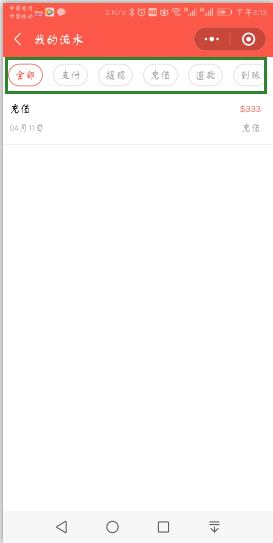 中国电信
中国移动
2 K/s
下午3:13
我的流水
全部 支付 提现 充值 退款 到账
充值 $333
04月11日 充值